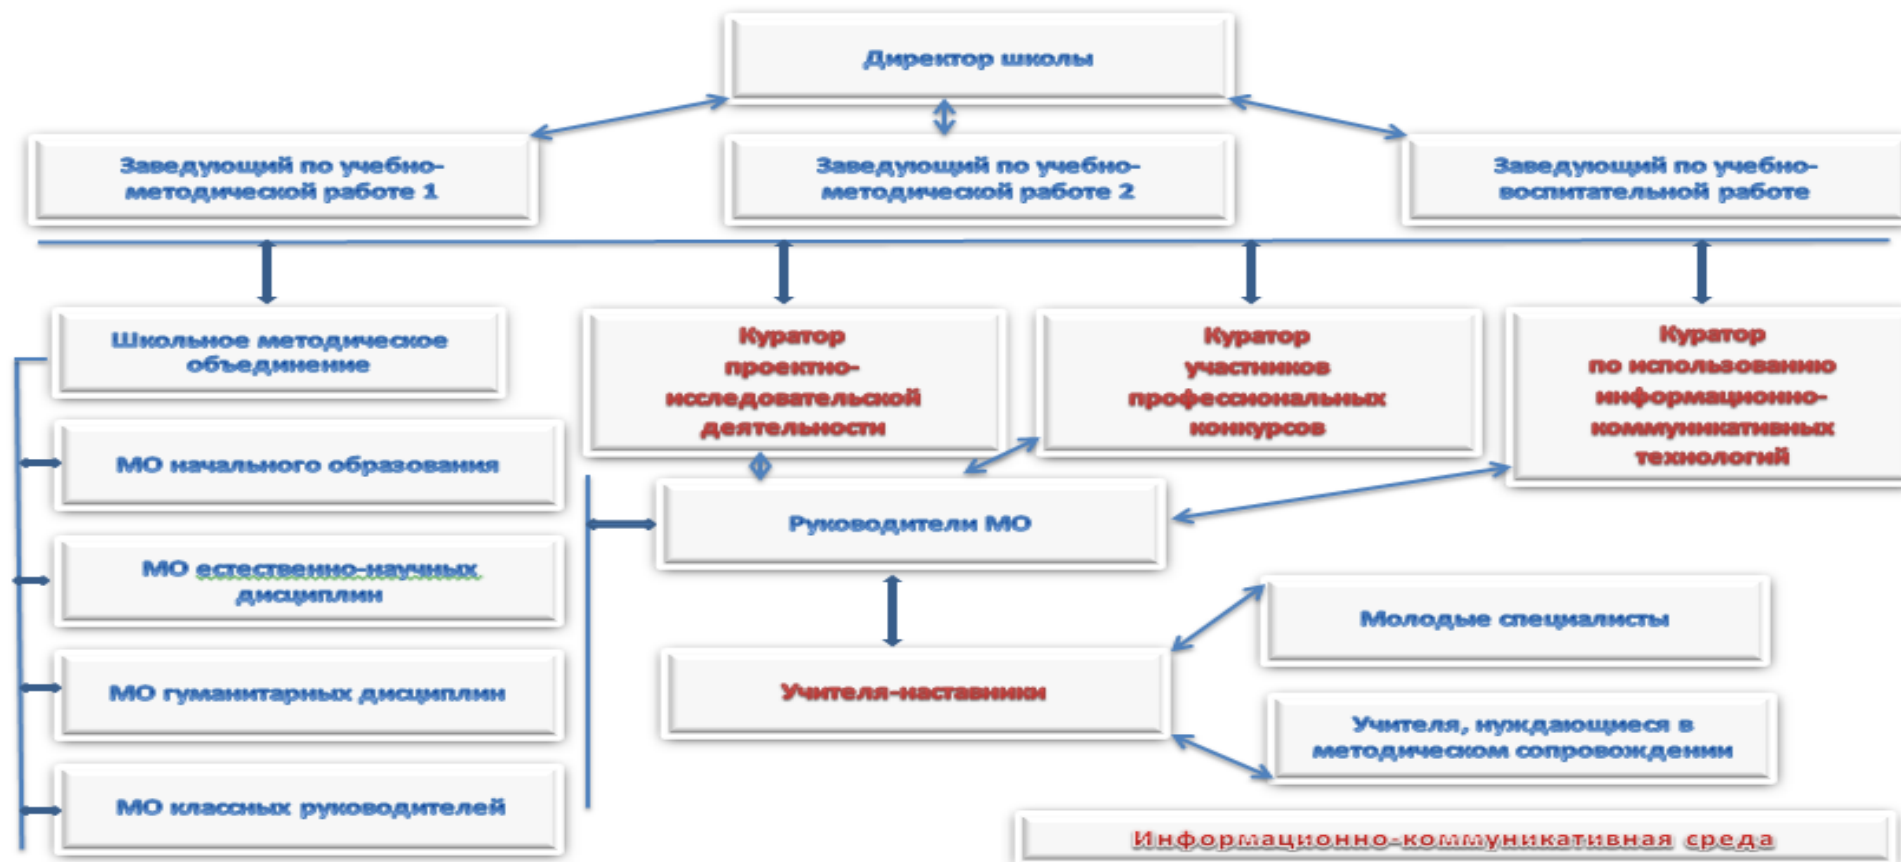 Директор школы
Заведующий по учебно-
методической работе 1
Заведующий по учебно-
методической работе 2
Заведующий по учебно-
воспитательной работе
Школьное методическое
объединение
Куратор
проектно-
исследовательской
деятельности
Куратор
участников
профессиональных
конкурсов
Куратор
по использованию
информационно-
коммуникативных
технологий
МО начального образования
Руководители МО
МО естественно-научных
дисциплин
Молодые специалисты
МО гуманитарных дисциплин
Учителя-наставники
Учителя, нуждающиеся в
методическом сопровождении
МО классных руководителей
Информационно-коммуникативная среда